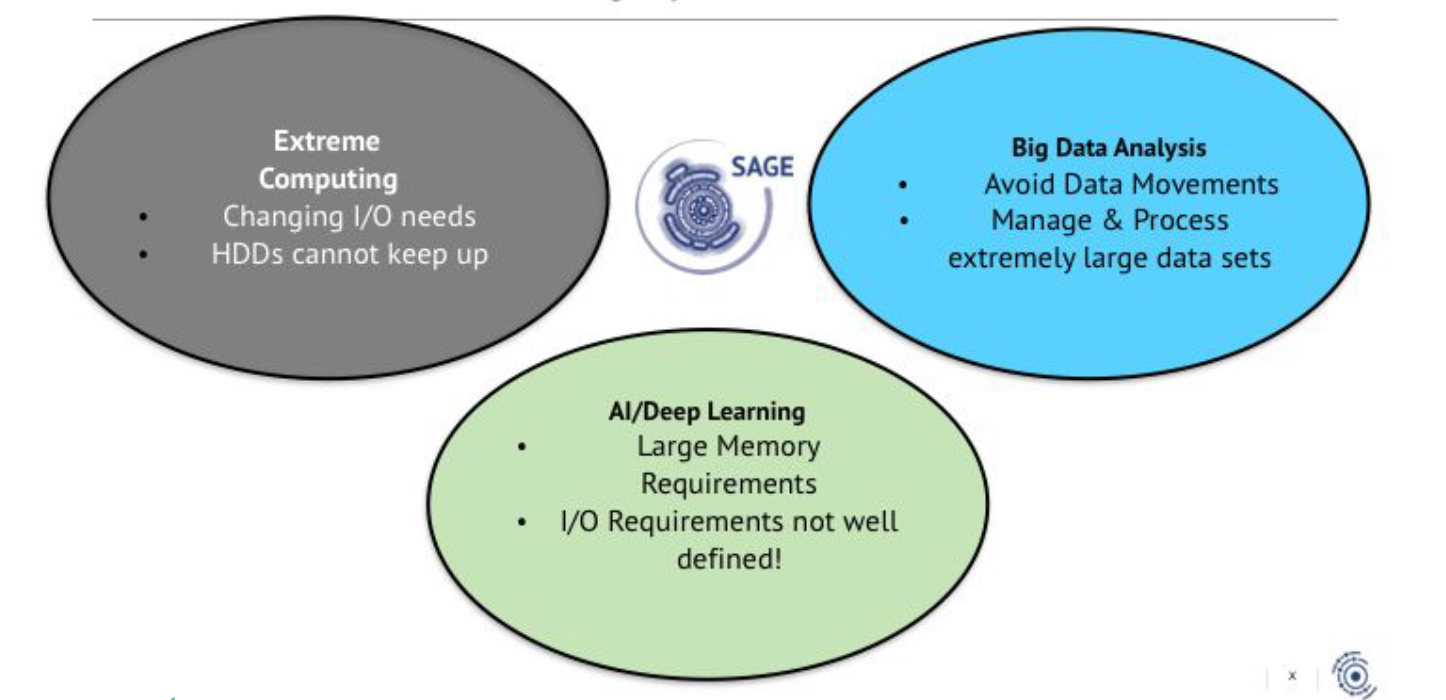 Extreme
Computing
• Changing I/O needs
• HDDs cannot keep up
SAGE
Big Data Analysis
• Avoid Data Movements
• Manage & Process
extremely large data sets
AI/Deep Learning
• Large Memory
Requirements
• I/O Requirements not well
defined!
x